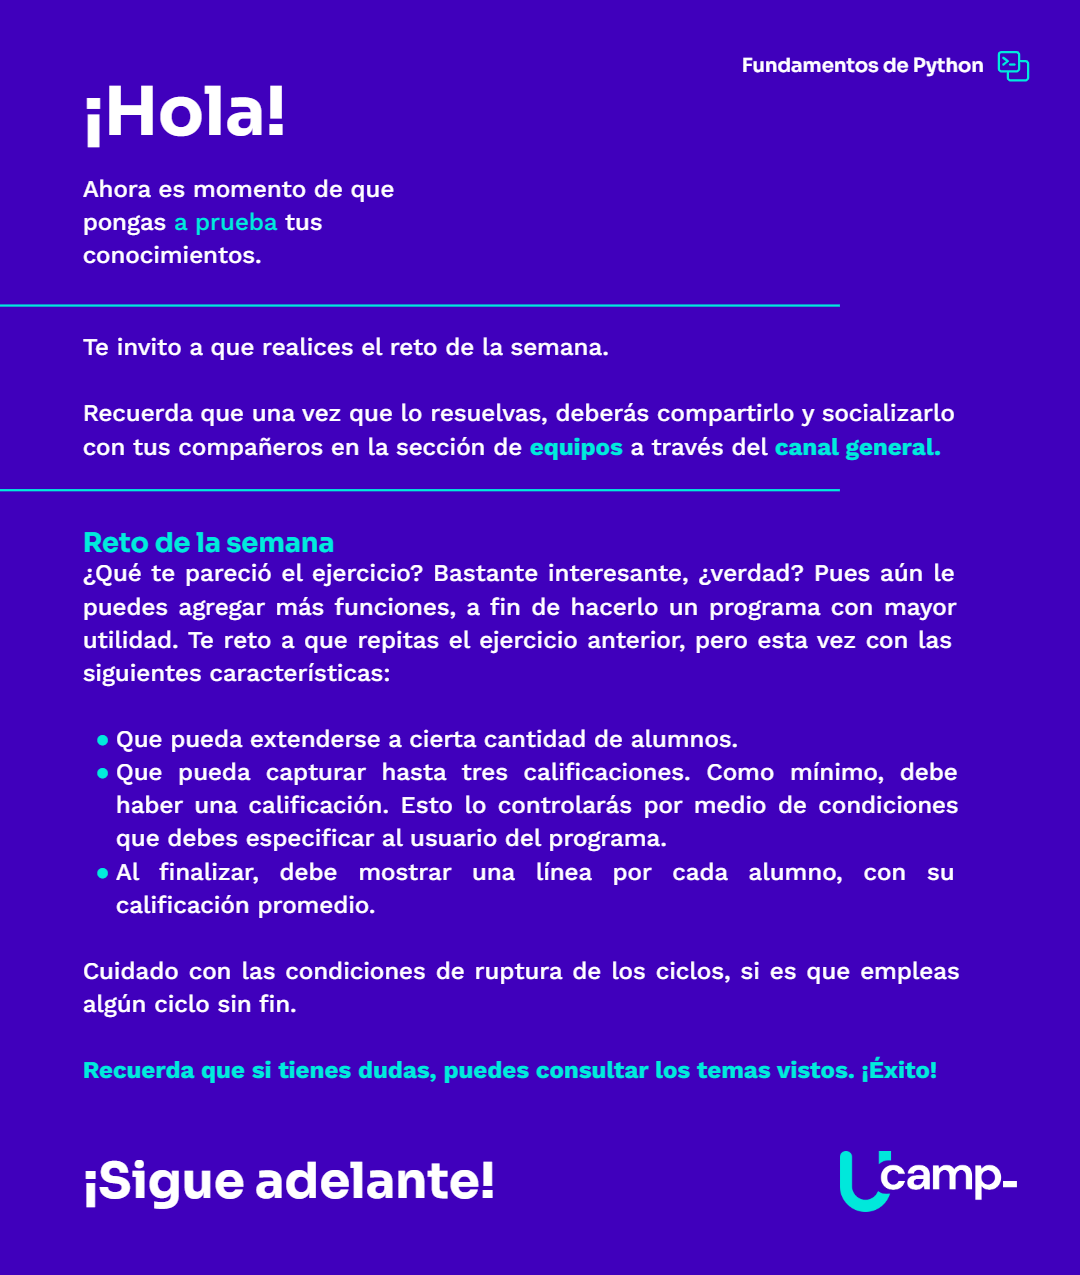 Fundamentos de Python
¡Hola!
Ahora es momento de que
pongas a prueba tus
conocimientos.
Te invito a que realices el reto de la semana.
Recuerda que una vez que lo resuelvas, deberás compartirlo y socializarlo
con tus compañeros en la sección de equipos a través del canal general.
Reto de la semana
¿Qué te pareció el ejercicio? Bastante interesante, ¿verdad? Pues aún le
puedes agregar más funciones, a fin de hacerlo un programa con mayor
utilidad. Te reto a que repitas el ejercicio anterior, pero esta vez con las
siguientes características:
• Que pueda extenderse a cierta cantidad de alumnos.
• Que pueda capturar hasta tres calificaciones. Como mínimo, debe
haber una calificación. Esto lo controlarás por medio de condiciones
que debes especificar al usuario del programa.
• Al finalizar, debe mostrar una línea por cada alumno, con su
calificación promedio.
Cuidado con las condiciones de ruptura de los ciclos, si es que empleas
algún ciclo sin fin.
Recuerda que si tienes dudas, puedes consultar los temas vistos. ¡Éxito!
¡Sigue adelante!
Ucamp_